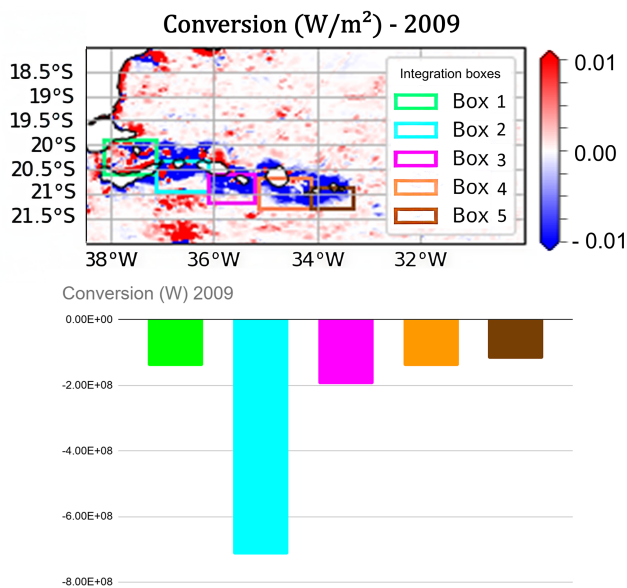 Conversion (W/m²) - 2009
18.5°S
19°S
19.5°S
20°S
20.5°S
21°S
21.5°S
38°W
36°W
34°W
32°W
Integration boxes
Box 1
Box 2
Box 3
Box 4
Box 5
0.01
0.00
- 0.01
Conversion (W) 2009
0.00E+00
-2.00E+08
-4.00E+08
-6.00E+08
-8.00E+08